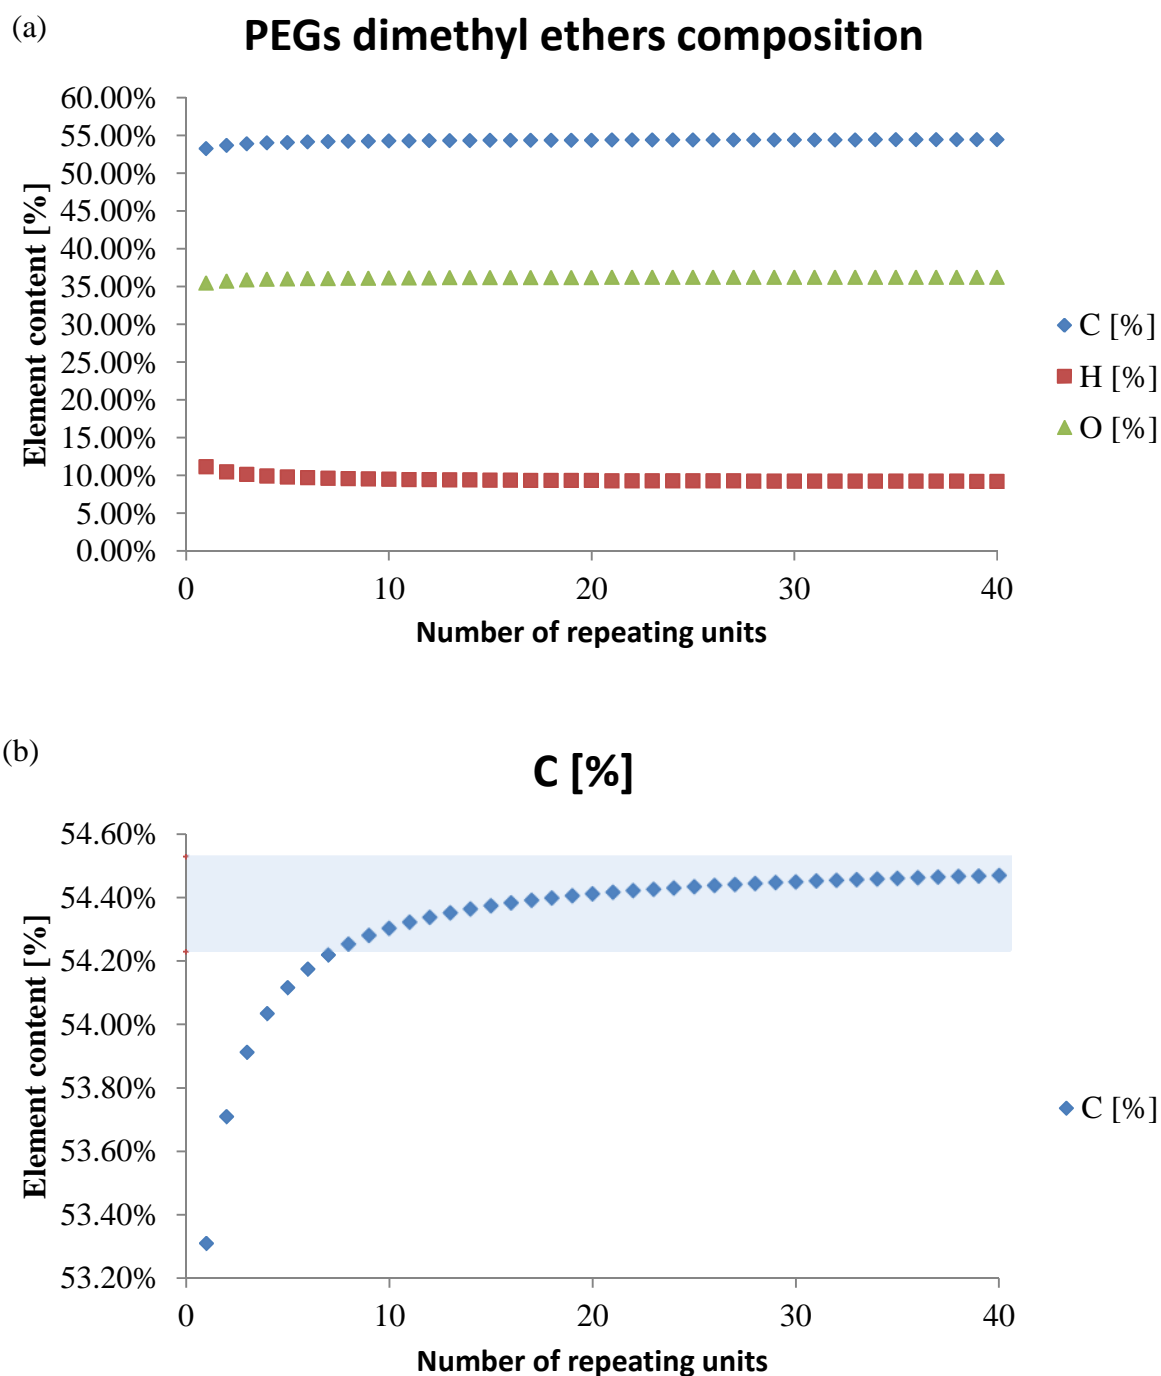 (a)
PEGs dimethyl ethers composition
60.00%
55.00%
50.00%
45.00%
40.00%
35.00%
30.00%
25.00%
20.00%
15.00%
10.00%
5.00%
0.00%
Element content [%]
0 10 20 30 40
Number of repeating units
C [%]
H [%]
O [%]
(b)
C [%]
54.60%
54.40%
54.20%
54.00%
53.80%
53.60%
53.40%
53.20%
Element content [%]
0 10 20 30 40
Number of repeating units
C [%]